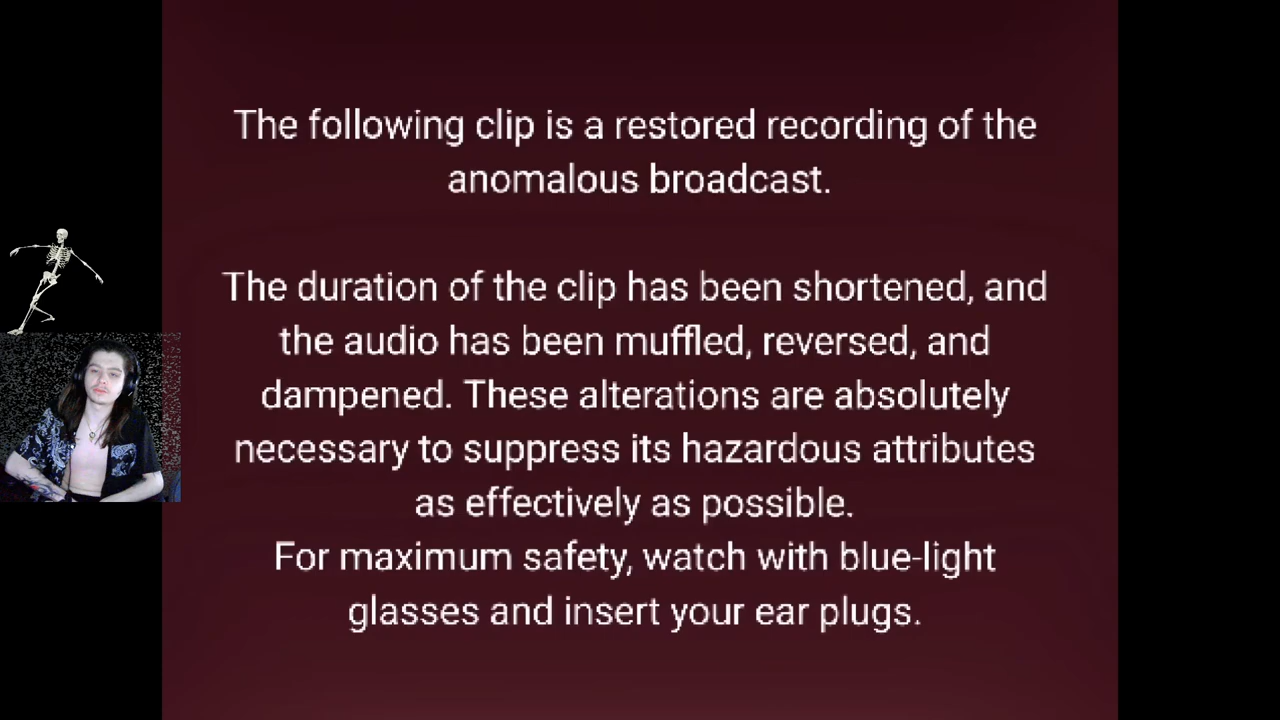 The following clip is a restored recording of the
anomalous broadcast.
The duration of the clip has been shortened, and
the audio has been muffled, reversed, and
dampened. These alterations are absolutely
necessary to suppress its hazardous attributes
as effectively as possible.
For maximum safety, watch with blue-light
glasses and insert your ear plugs.